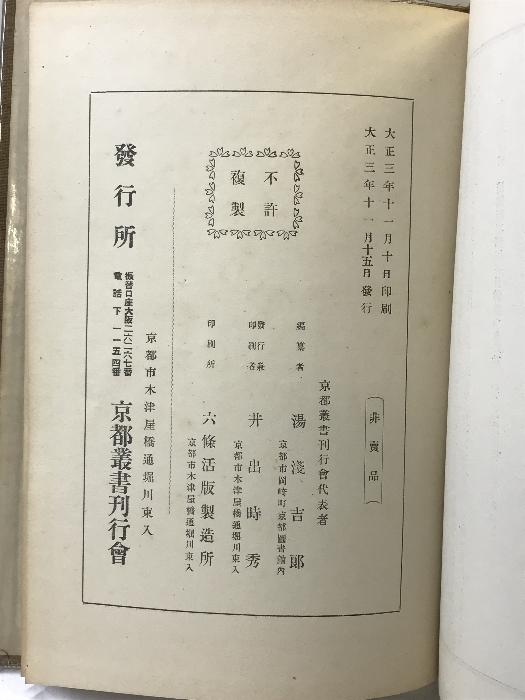 大正三年十一月十日印刷
大正三年十一月十五日發行
非賣品
不許
複製
京都叢書刊行會代表者
編纂者 湯淺吉郎
京都市岡崎町京都圖書館内
發行兼
印刷者 井出時秀
京都市木津屋橋通堀川東入
印刷所 六條活版製造所
京都市木津屋橋通堀川東入
京都市木津屋橋通堀川東入
發行所 京都叢書刊行會
振替口座大阪二六二六七番
電話下一一五四番